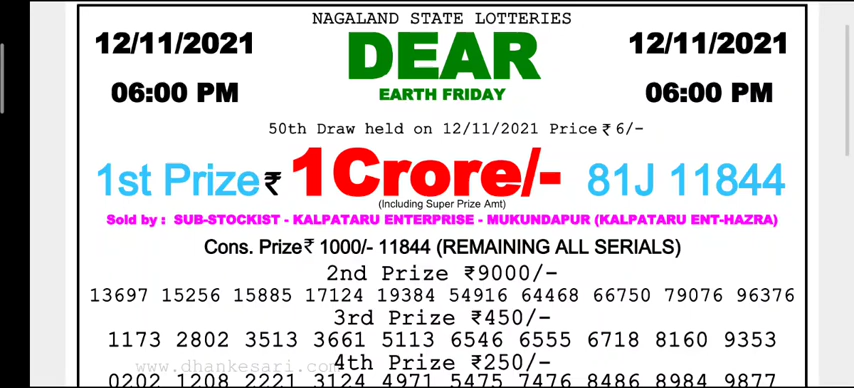 NAGALAND STATE LOTTERIES
12/11/2021 DEAR 12/11/2021
06:00 PM EARTH FRIDAY 06:00 PM
50th Draw held on 12/11/2021 Price ₹ 6/-
1st Prize ₹ 1Crore/- 81J 11844
(Including Super Prize Amt)
Sold by : SUB-STOCKIST - KALPATARU ENTERPRISE - MUKUNDAPUR (KALPATARU ENT-HAZRA)
Cons. Prize ₹ 1000/- 11844 (REMAINING ALL SERIALS)
2nd Prize ₹9000/-
13697 15256 15885 17124 19384 54916 64468 66750 79076 96376
3rd Prize ₹450/-
1173 2802 3513 3661 5113 6546 6555 6718 8160 9353
www.dhankesari.com
4th Prize ₹250/-
0202 1208 2221 3124 4971 5475 7476 8486 8984 9877